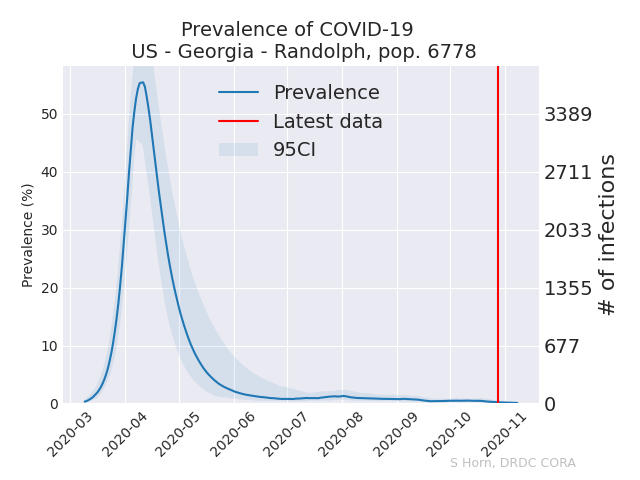 Prevalence of COVID-19
US - Georgia - Randolph, pop. 6778
Prevalence
Latest data
95CI
Prevalence (%)
50
40
30
20
10
0
3389
2711
2033
1355
677
0
# of infections
2020-03
2020-04
2020-05
2020-06
2020-07
2020-08
2020-09
2020-10
2020-11
S Horn, DRDC CORA